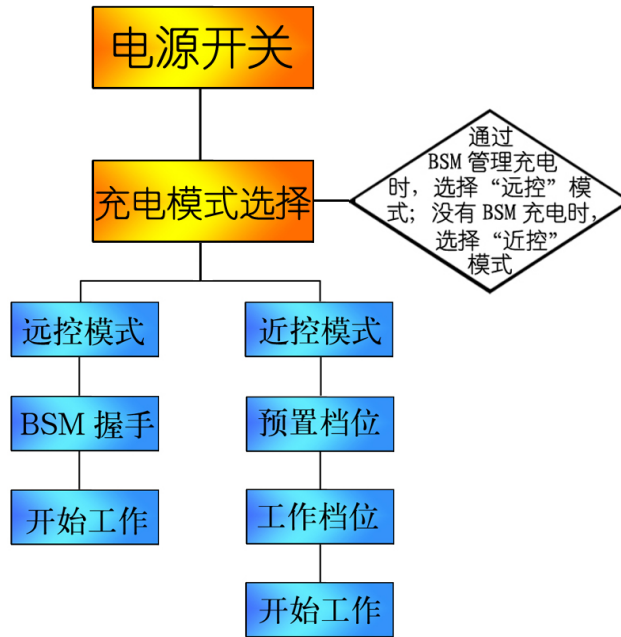 电源开关
充电模式选择
通过
BSM 管理充电
时，选择“远控”模
式；没有 BSM 充电时，
选择“近控”
模式
远控模式
近控模式
BSM 握手
预置档位
开始工作
工作档位
开始工作